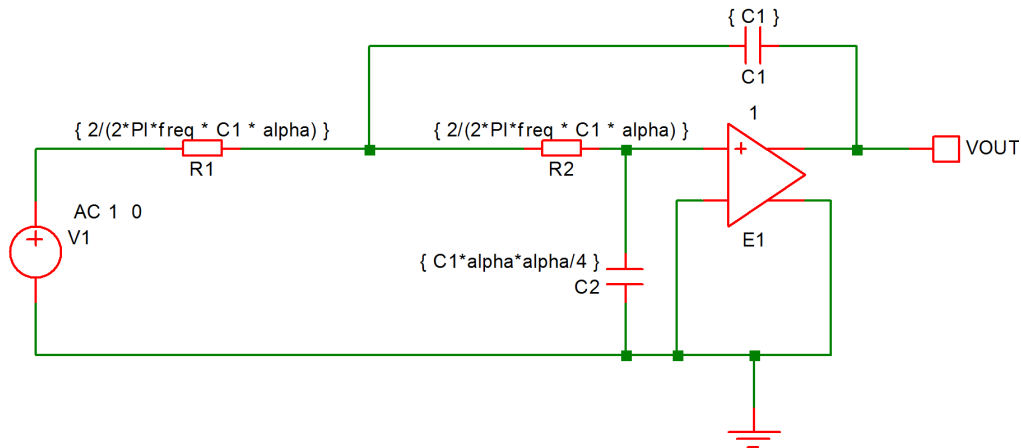 { C1 }
C1
1
{ 2/(2*PI*freq * C1 * alpha) }
{ 2/(2*PI*freq * C1 * alpha) }
+
VOUT
R1
R2
AC 1 0
V1
+
E1
{ C1*alpha*alpha/4 }
C2